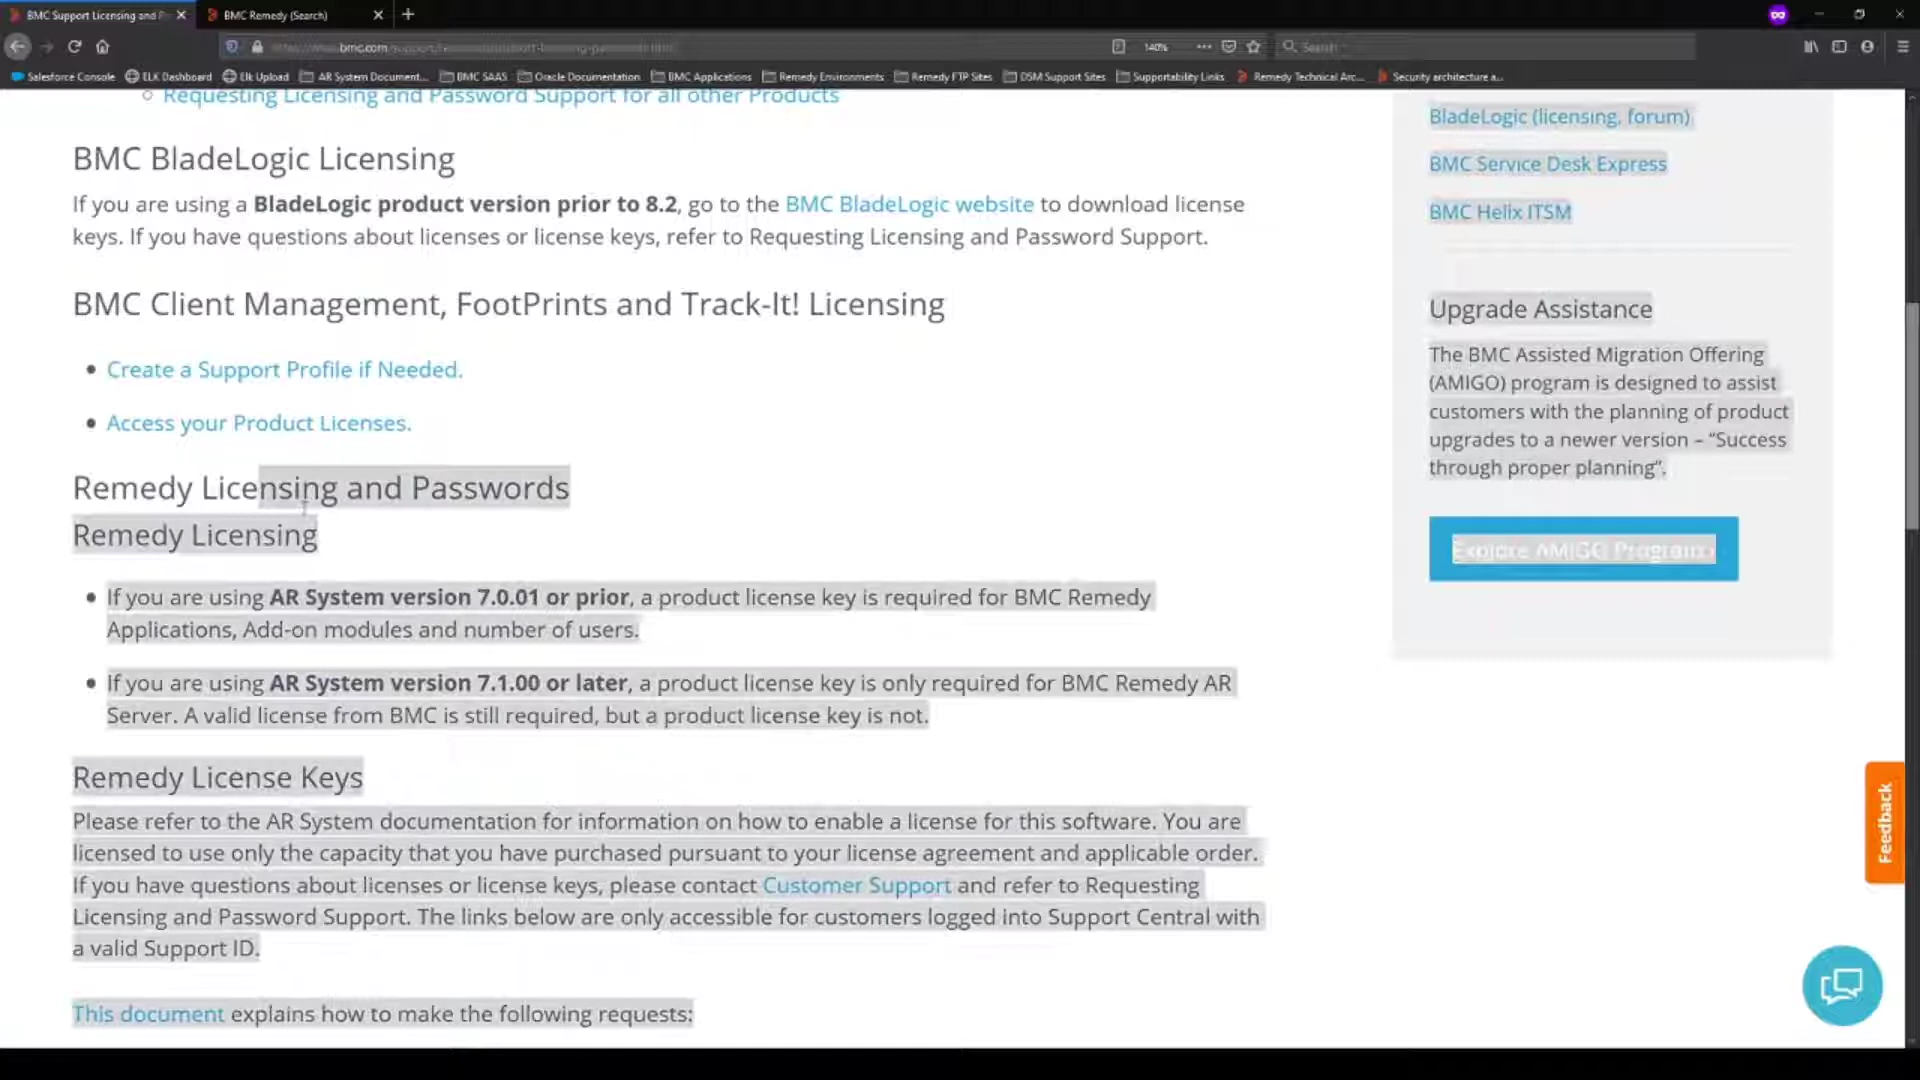 BMC Support Licensing and P
BMC Remedy (Search)
bmc.com
140%
Search
Salesforce Console
ELK Dashboard
Elk Upload
AR System Document...
BMC SAAS
Oracle Documentation
BMC Applications
Remedy Environments
Remedy FTP Sites
DSM Support Sites
Supportability Links
Remedy Technical Arc...
Security architecture a...
Requesting Licensing and Password Support for all other Products
BMC BladeLogic Licensing
If you are using a BladeLogic product version prior to 8.2, go to the BMC BladeLogic website to download license
keys. If you have questions about licenses or license keys, refer to Requesting Licensing and Password Support.
BMC Client Management, FootPrints and Track-It! Licensing
Create a Support Profile if Needed.
Access your Product Licenses.
Remedy Licensing and Passwords
Remedy Licensing
If you are using AR System version 7.0.01 or prior, a product license key is required for BMC Remedy
Applications, Add-on modules and number of users.
If you are using AR System version 7.1.00 or later, a product license key is only required for BMC Remedy AR
Server. A valid license from BMC is still required, but a product license key is not.
Remedy License Keys
Please refer to the AR System documentation for information on how to enable a license for this software. You are
licensed to use only the capacity that you have purchased pursuant to your license agreement and applicable order.
If you have questions about licenses or license keys, please contact Customer Support and refer to Requesting
Licensing and Password Support. The links below are only accessible for customers logged into Support Central with
a valid Support ID.
This document explains how to make the following requests:
BladeLogic (licensing, forum)
BMC Service Desk Express
BMC Helix ITSM
Upgrade Assistance
The BMC Assisted Migration Offering
(AMIGO) program is designed to assist
customers with the planning of product
upgrades to a newer version – “Success
through proper planning”.
Explore AMIGO Program
Feedback